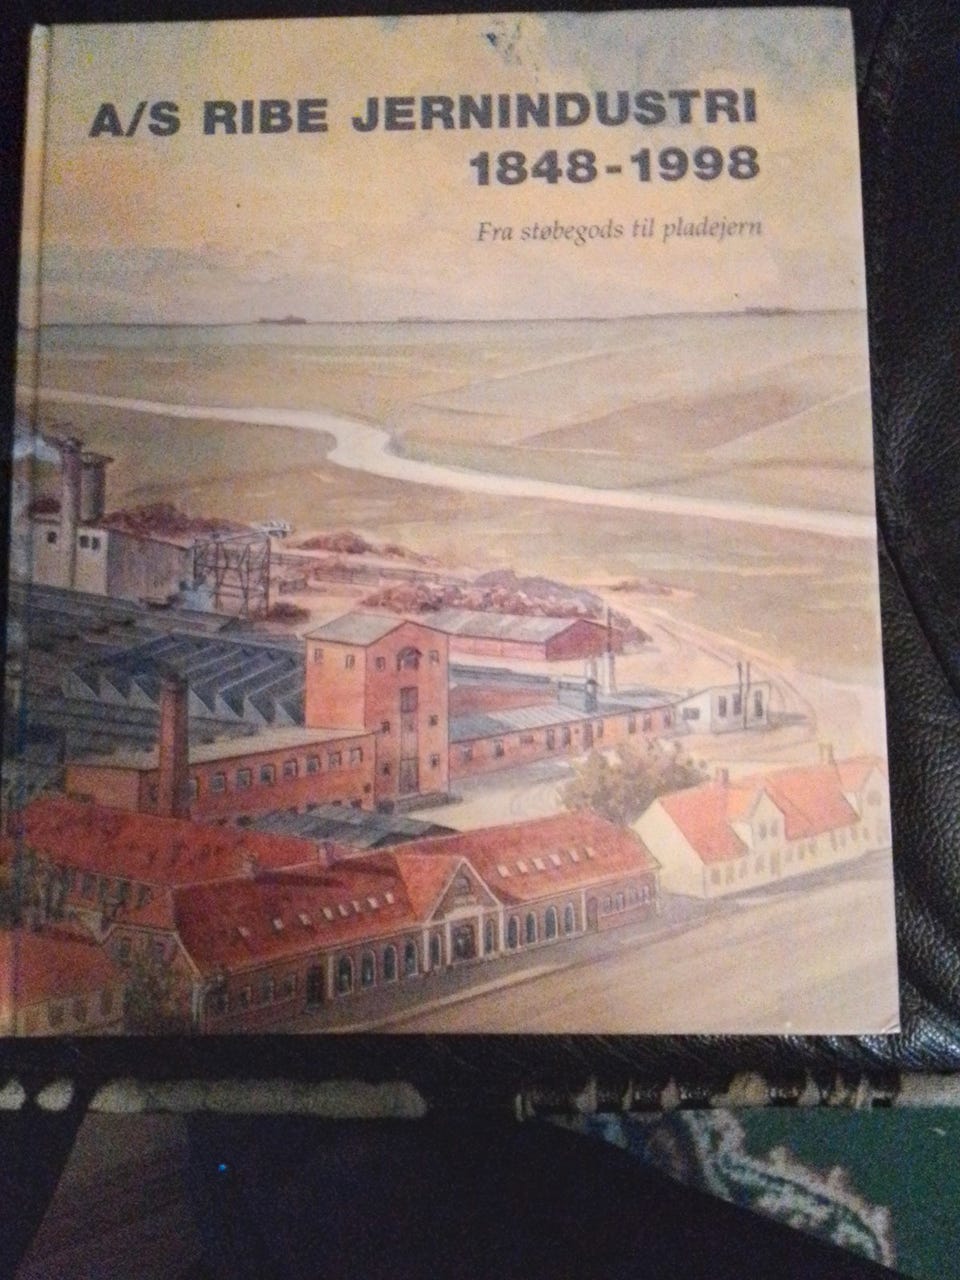 A/S RIBE JERNINDUSTRI
1848-1998
Fra støbegods til pladejern